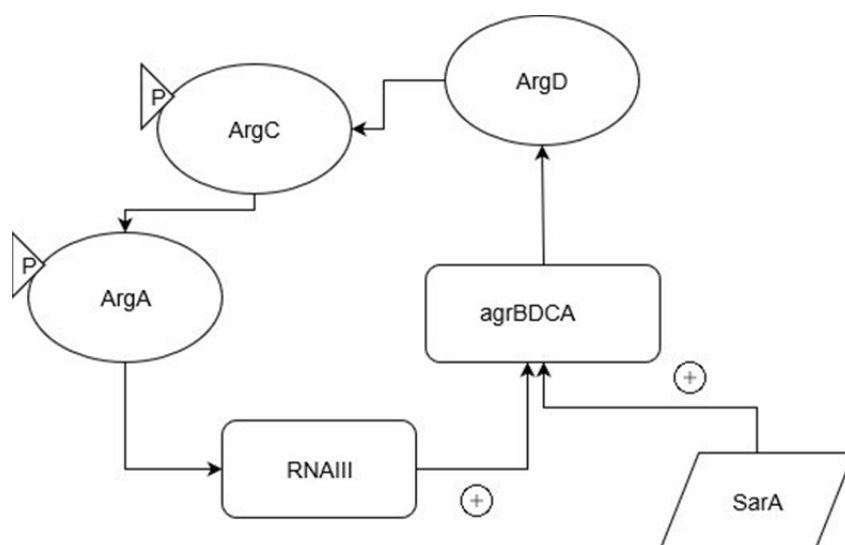 ArgD
P
ArgC
P
ArgA
agrBDCA
+
RNAIII
+
SarA